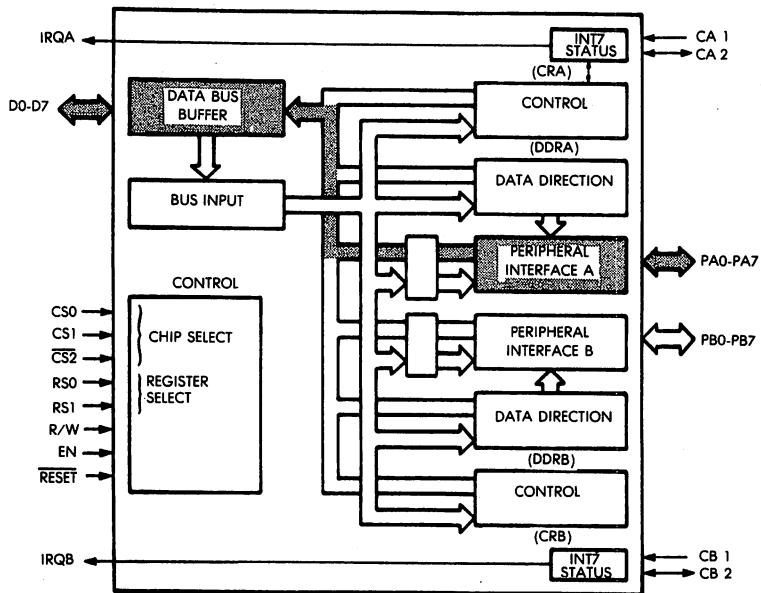 IRQA
INT7
STATUS
CA 1
CA 2
(CRA)
D0-D7
DATA BUS
BUFFER
CONTROL
(DDRA)
DATA DIRECTION
BUS INPUT
PERIPHERAL
INTERFACE A
PA0-PA7
CONTROL
CS0
CS1
CS2
RS0
RS1
R/W
EN
RESET
CHIP SELECT
REGISTER
SELECT
PERIPHERAL
INTERFACE B
PB0-PB7
DATA DIRECTION
(DDRB)
CONTROL
(CRB)
IRQB
INT7
STATUS
CB 1
CB 2